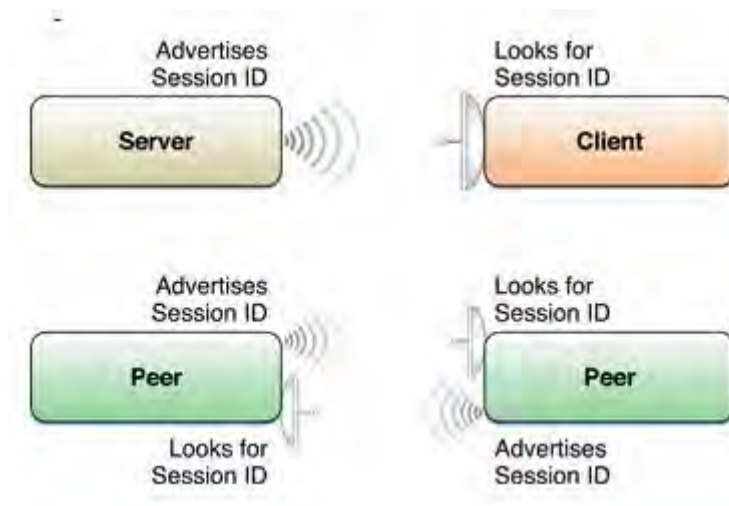 Advertises
Session ID
Looks for
Session ID
Server
Client
Advertises
Session ID
Looks for
Session ID
Peer
Peer
Looks for
Session ID
Advertises
Session ID